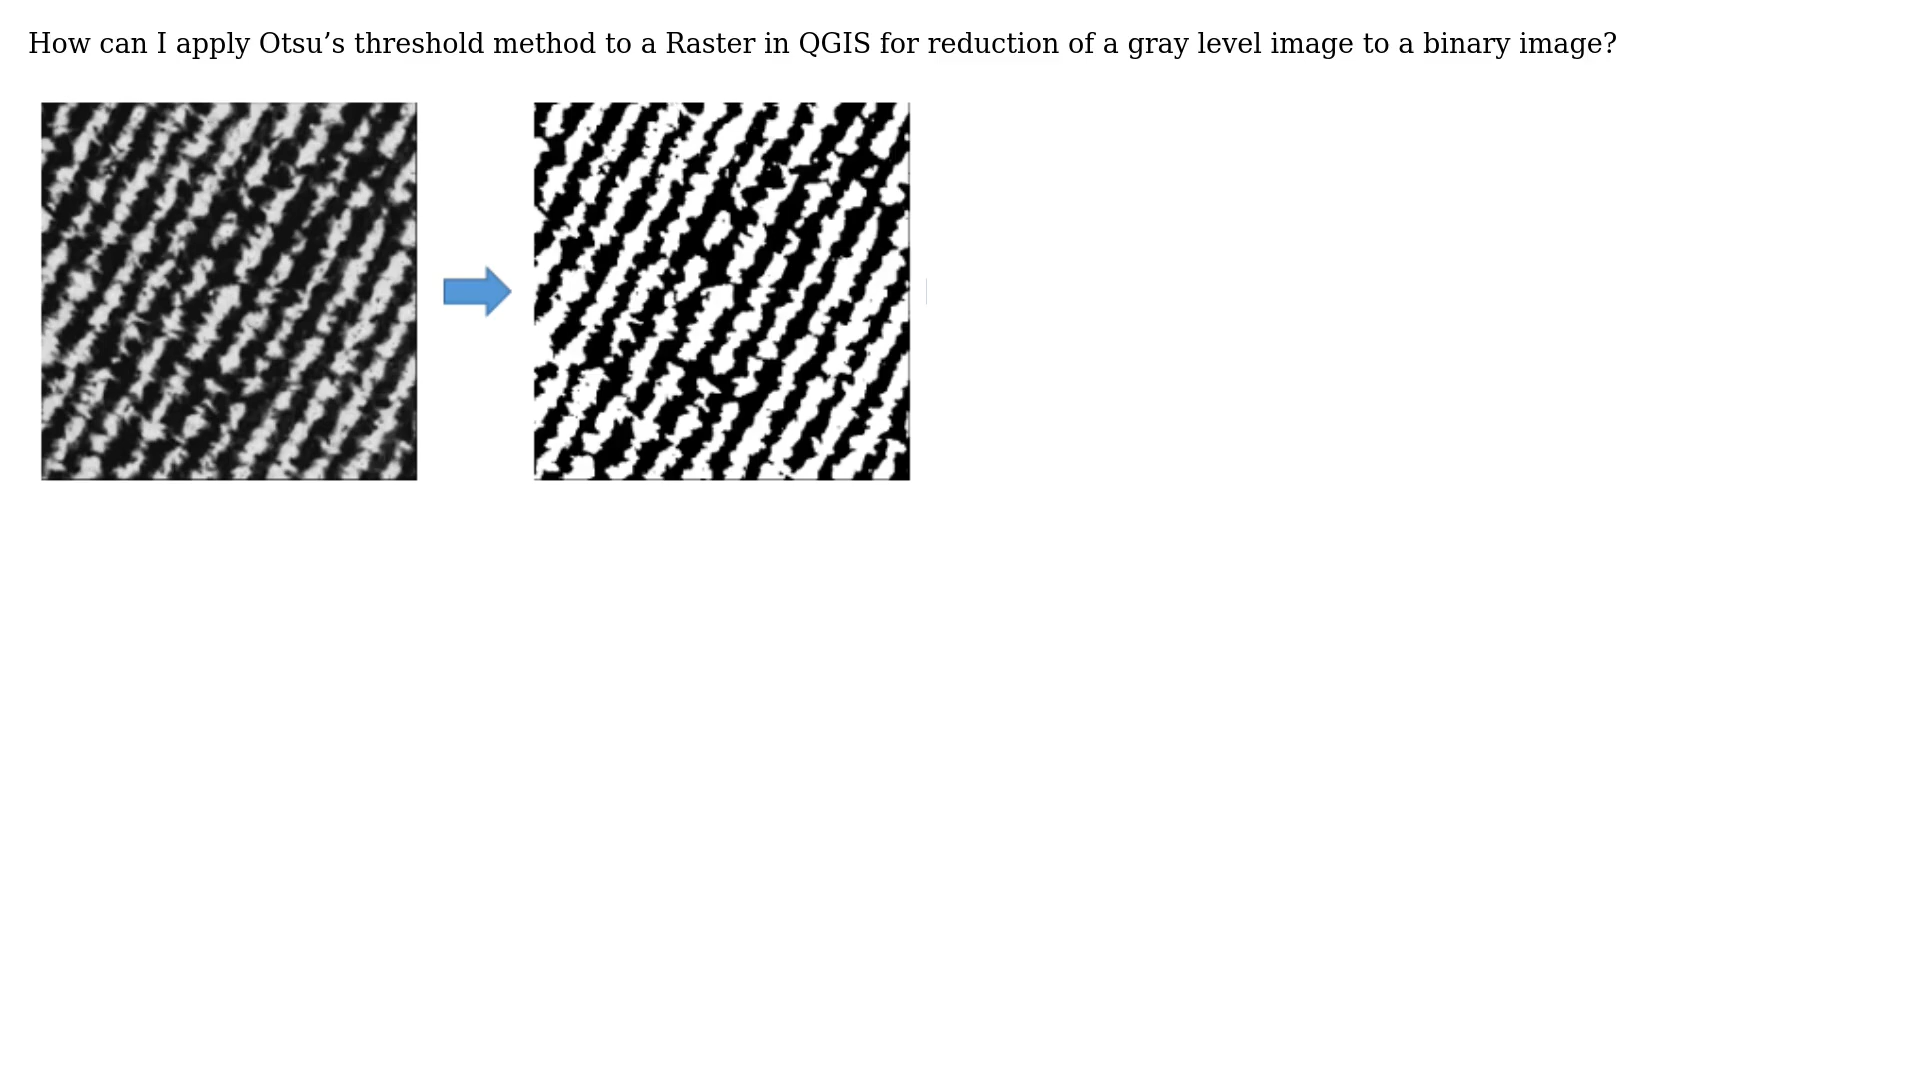 How can I apply Otsu’s threshold method to a Raster in QGIS for reduction of a gray level image to a binary image?